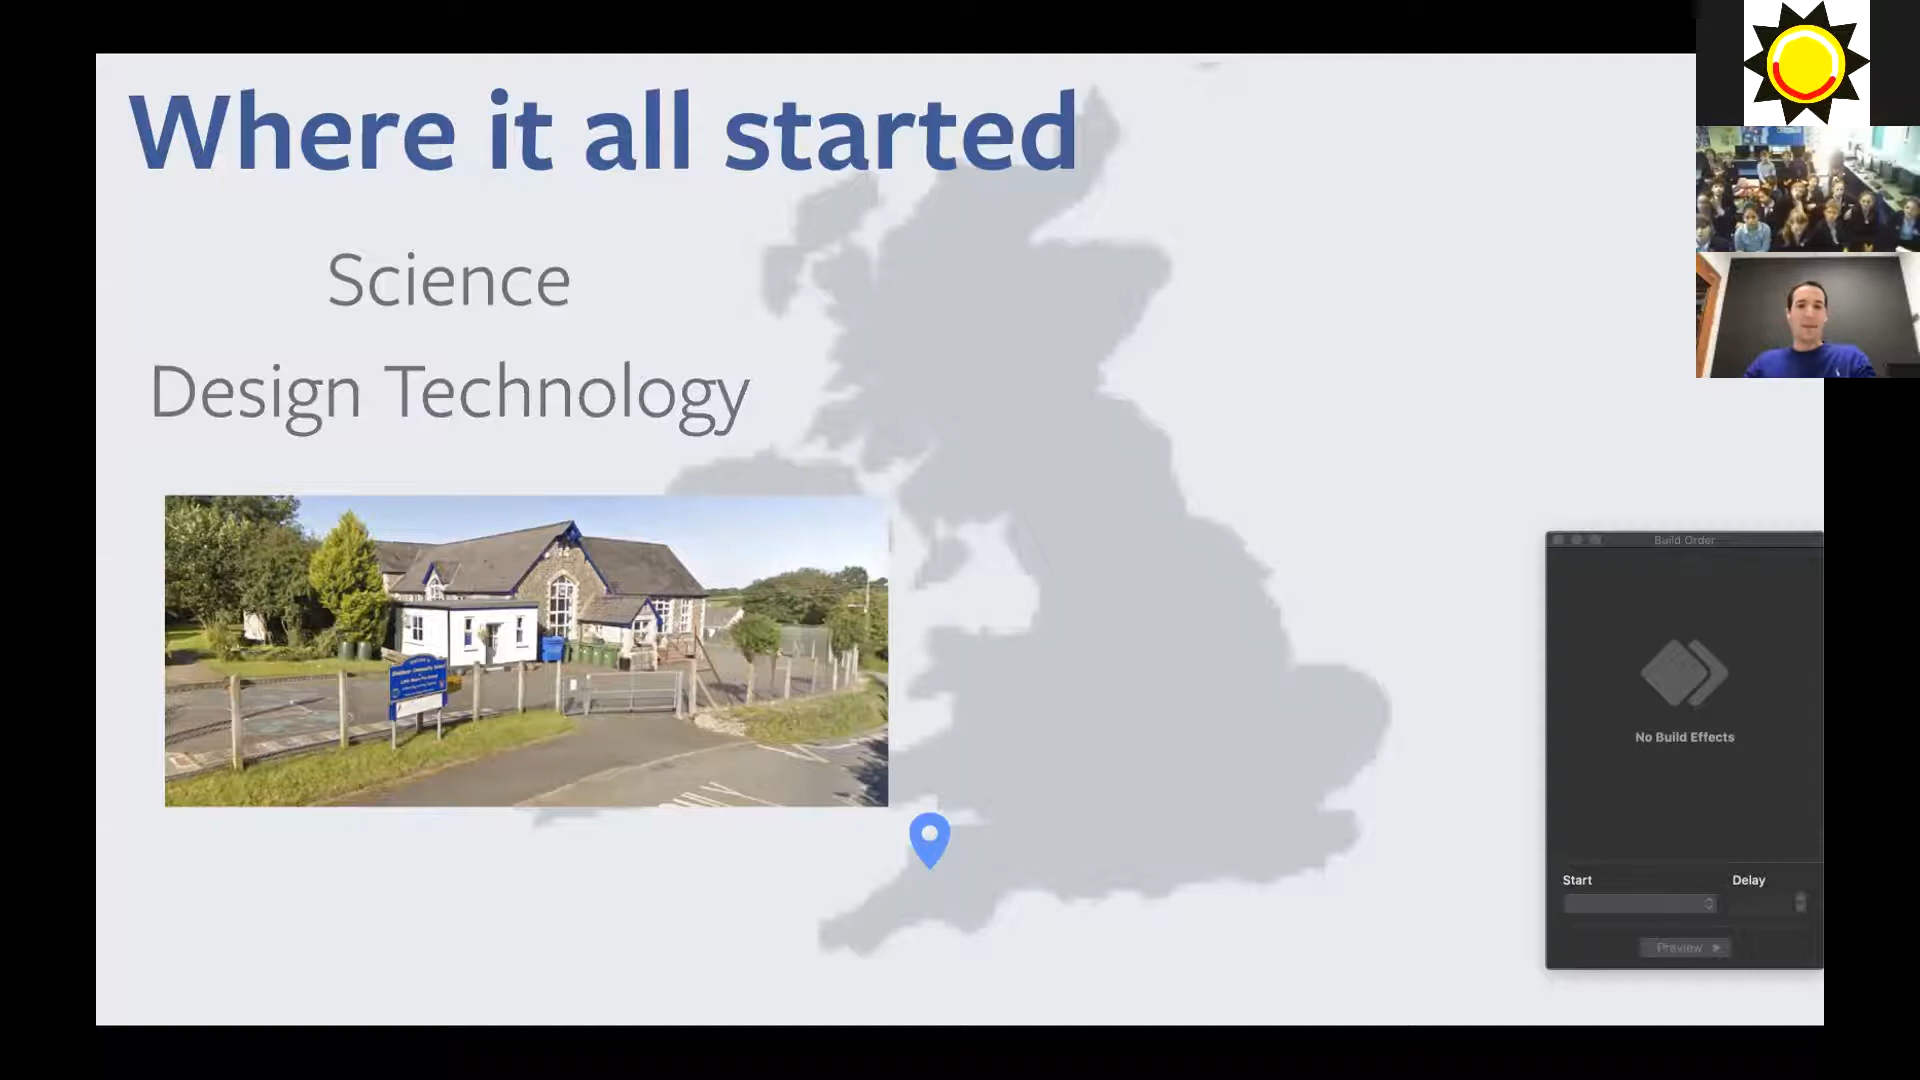 Where it all started
Science
Design Technology
Build Order
No Build Effects
Start
Delay
Preview